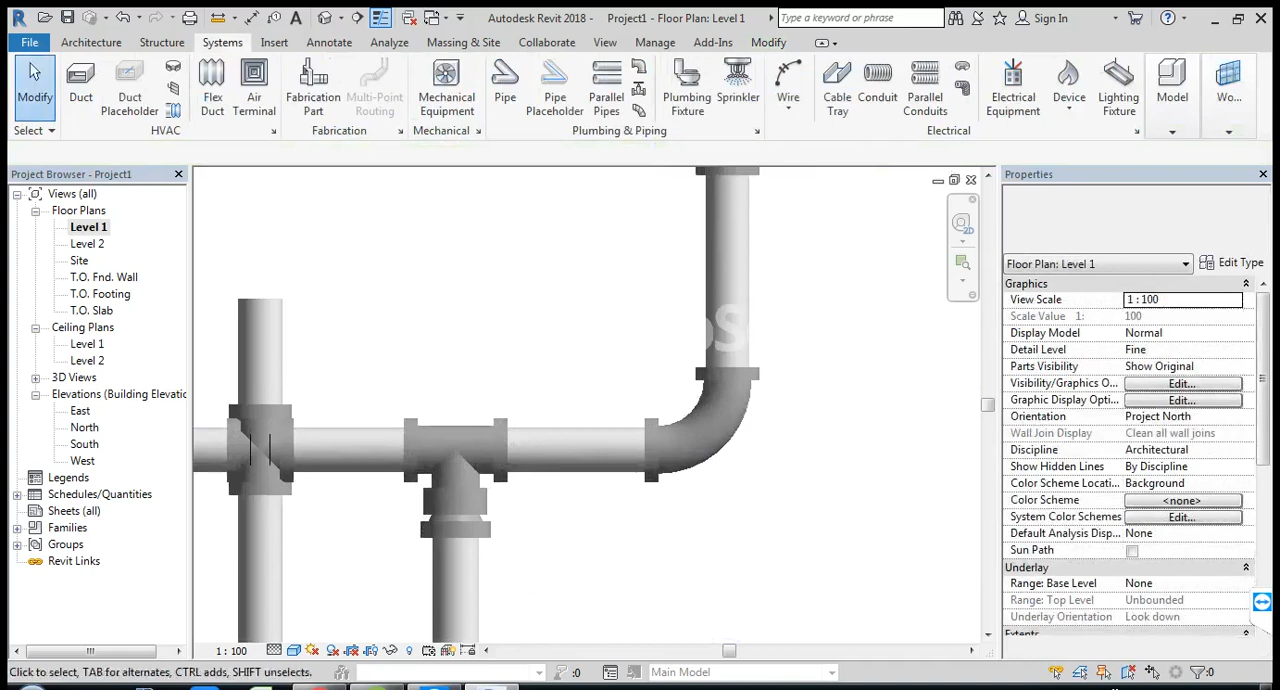 Autodesk Revit 2018 - Project1 - Floor Plan: Level 1
Type a keyword or phrase
Sign In
File Architecture Structure Systems Insert Annotate Analyze Massing & Site Collaborate View Manage Add-Ins Modify
Modify
Duct
Duct Placeholder
Flex Duct
Air Terminal
Fabrication Part
Multi-Point Routing
Mechanical Equipment
Pipe
Pipe Placeholder
Parallel Pipes
Plumbing Fixture
Sprinkler
Wire
Cable Tray
Conduit
Parallel Conduits
Electrical Equipment
Device
Lighting Fixture
Model
Wo...
Select
HVAC
Fabrication
Mechanical
Plumbing & Piping
Electrical
Project Browser - Project1
Views (all)
Floor Plans
Level 1
Level 2
Site
T.O. Fnd. Wall
T.O. Footing
T.O. Slab
Ceiling Plans
Level 1
Level 2
3D Views
Elevations (Building Elevatic
East
North
South
West
Legends
Schedules/Quantities
Sheets (all)
Families
Groups
Revit Links
2D
Properties
Floor Plan: Level 1
Edit Type
Graphics
View Scale 1 : 100
Scale Value 1: 100
Display Model Normal
Detail Level Fine
Parts Visibility Show Original
Visibility/Graphics O... Edit...
Graphic Display Opti... Edit...
Orientation Project North
Wall Join Display Clean all wall joins
Discipline Architectural
Show Hidden Lines By Discipline
Color Scheme Locati... Background
Color Scheme <none>
System Color Schemes Edit...
Default Analysis Disp... None
Sun Path
Underlay
Range: Base Level None
Range: Top Level Unbounded
Underlay Orientation Look down
Extents
1 : 100
Click to select, TAB for alternates, CTRL adds, SHIFT unselects.
:0
Main Model
:0